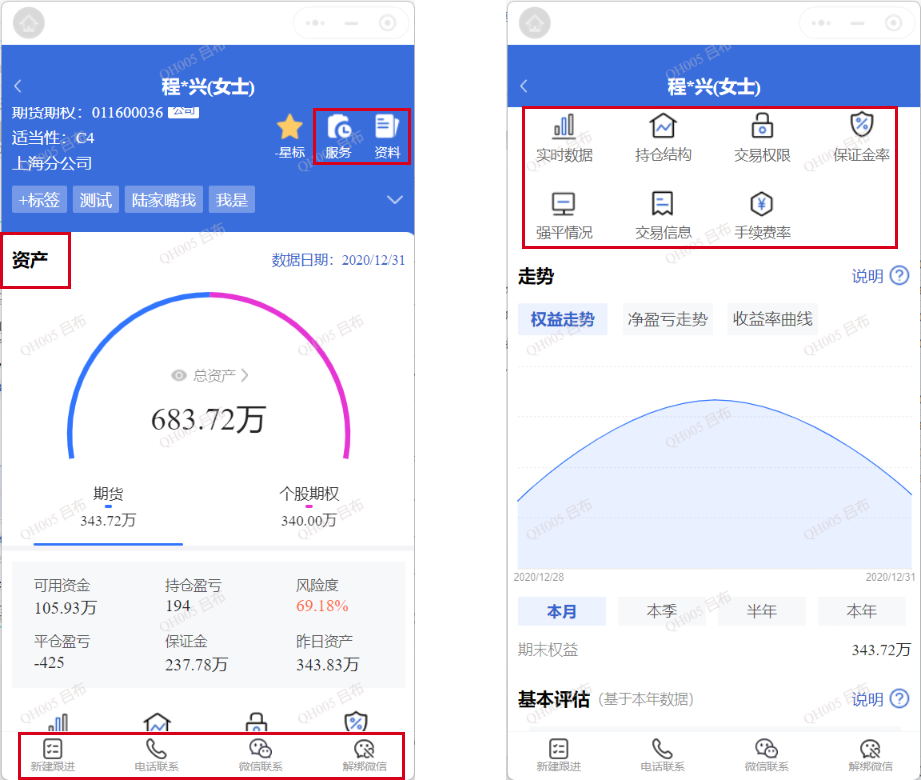 程*兴(女士)
期货期权：011600036 公司
适当性：C4
上海分公司
星标 服务 资料
+标签 测试 陆家嘴我 我是
资产
数据日期：2020/12/31
总资产
683.72万
期货 个股期权
343.72万 340.00万
可用资金 持仓盈亏 风险度
105.93万 194 69.18%
平仓盈亏 保证金 昨日资产
-425 237.78万 343.83万
新建跟进 电话联系 微信联系 解绑微信
QH005 吕布
程*兴(女士)
实时数据 持仓结构 交易权限 保证金率
强平情况 交易信息 手续费率
走势 说明 ?
权益走势 净盈亏走势 收益率曲线
2020/12/28 2020/12/31
本月 本季 半年 本年
期末权益 343.72万
基本评估 (基于本年数据) 说明 ?
新建跟进 电话联系 微信联系 解绑微信
QH005 吕布